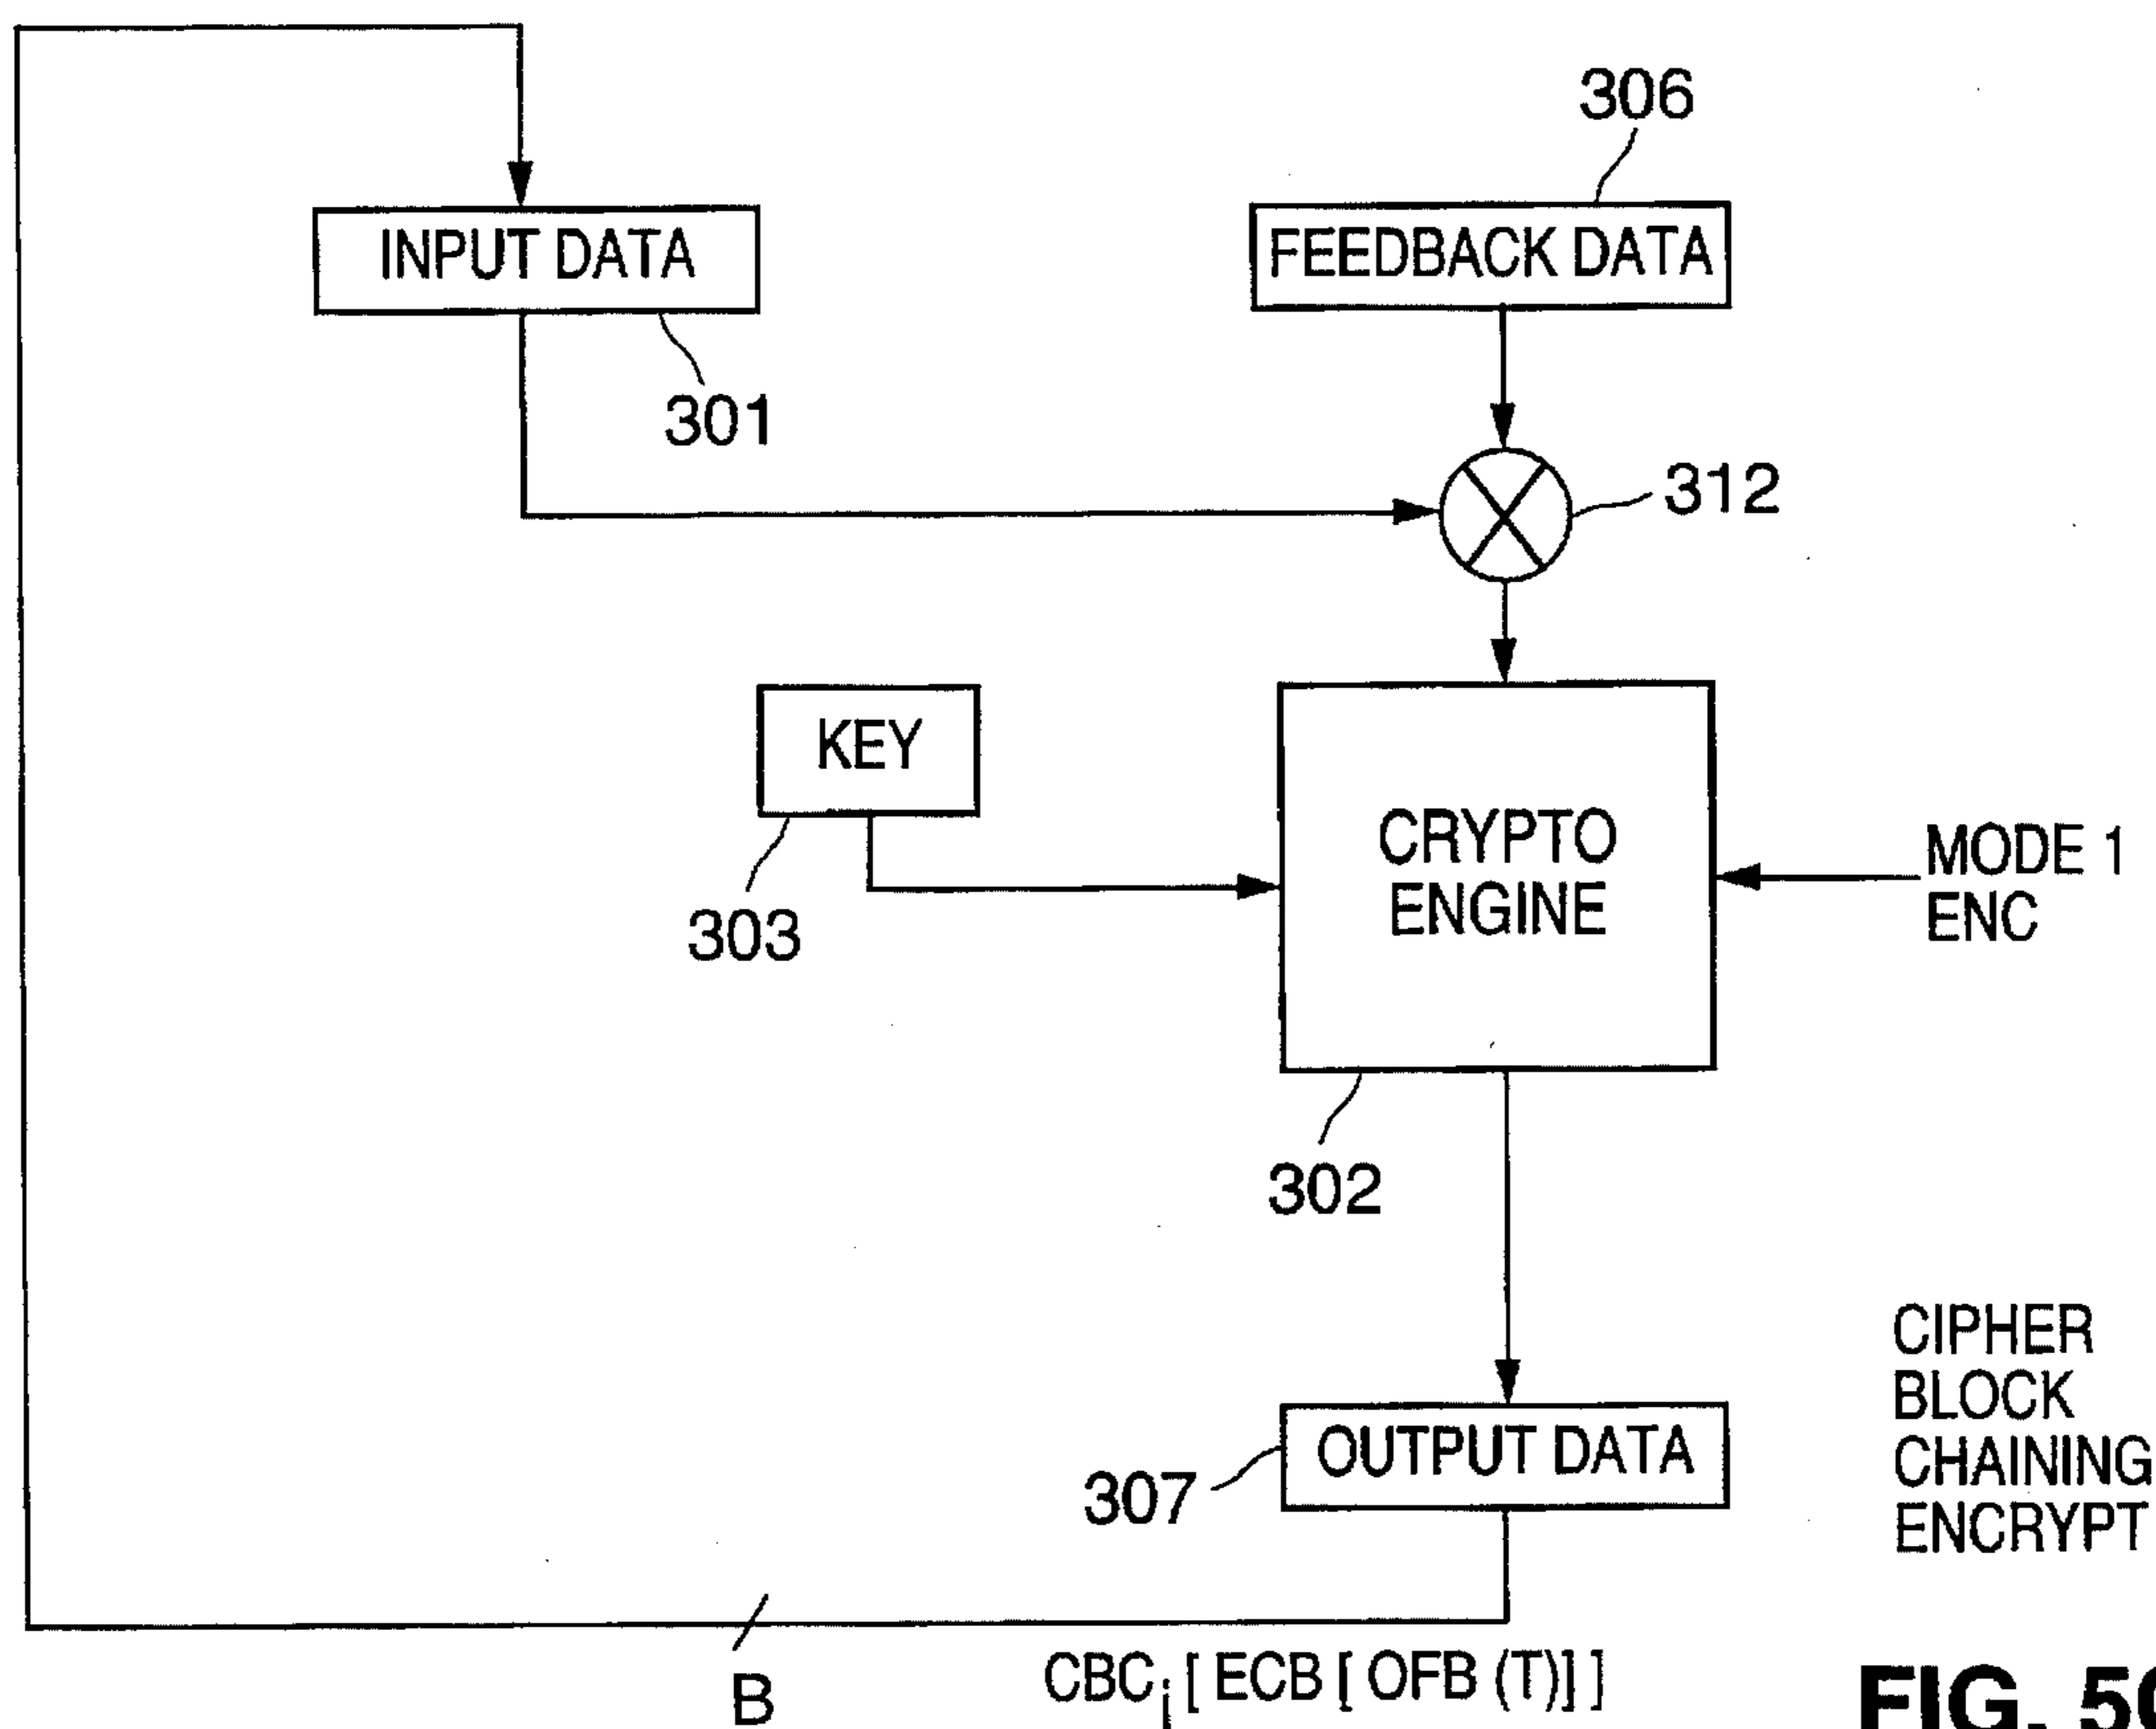 306
INPUT DATA
FEEDBACK DATA
301
312
KEY
CRYPTO
ENGINE
MODE 1
ENC
303
302
CIPHER
BLOCK
CHAINING
ENCRYPT
OUTPUT DATA
307
B
CBCi [ ECB [ OFB (T)] ]
FIG.